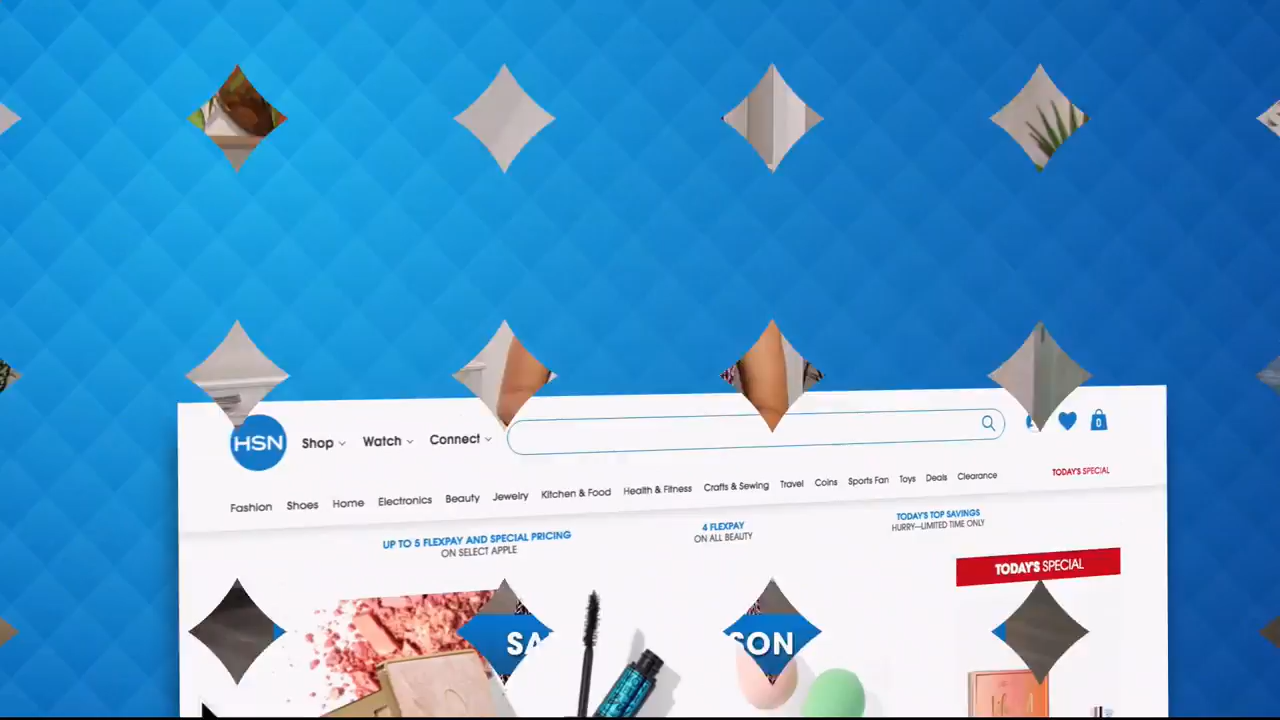 HSN
Shop Watch Connect
0
Fashion Shoes Home Electronics Beauty Jewelry Kitchen & Food Health & Fitness Crafts & Sewing Travel Coins Sports Fan Toys Deals Clearance TODAY'S SPECIAL
UP TO 5 FLEXPAY AND SPECIAL PRICING
ON SELECT APPLE
4 FLEXPAY
ON ALL BEAUTY
TODAY'S TOP SAVINGS
HURRY—LIMITED TIME ONLY
TODAY'S SPECIAL